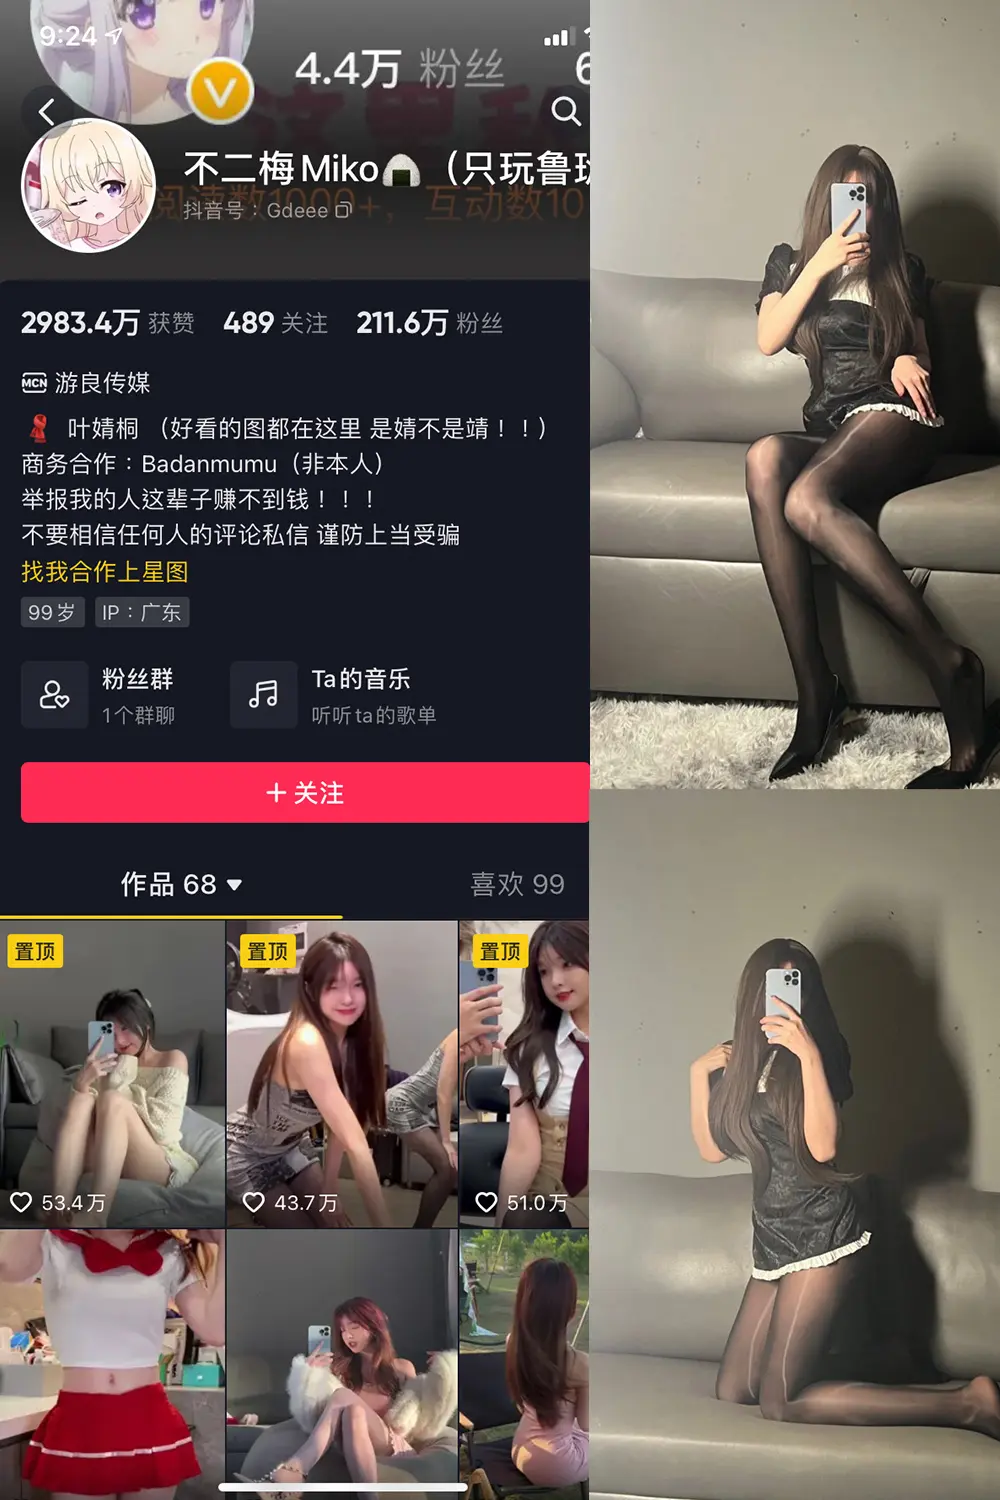 9:24
4.4万 粉丝
不二梅Miko🍙（只玩鲁班
抖音号：Gdeee
阅读数1000+，互动数10
2983.4万 获赞 489 关注 211.6万 粉丝
MCN 游良传媒
叶婧桐 （好看的图都在这里 是婧不是靖！！）
商务合作：Badanmumu（非本人）
举报我的人这辈子赚不到钱！！！
不要相信任何人的评论私信 谨防上当受骗
找我合作上星图
99岁 IP：广东
粉丝群 Ta的音乐
1个群聊 听听ta的歌单
+ 关注
作品 68 喜欢 99
置顶 置顶 置顶
53.4万 43.7万 51.0万